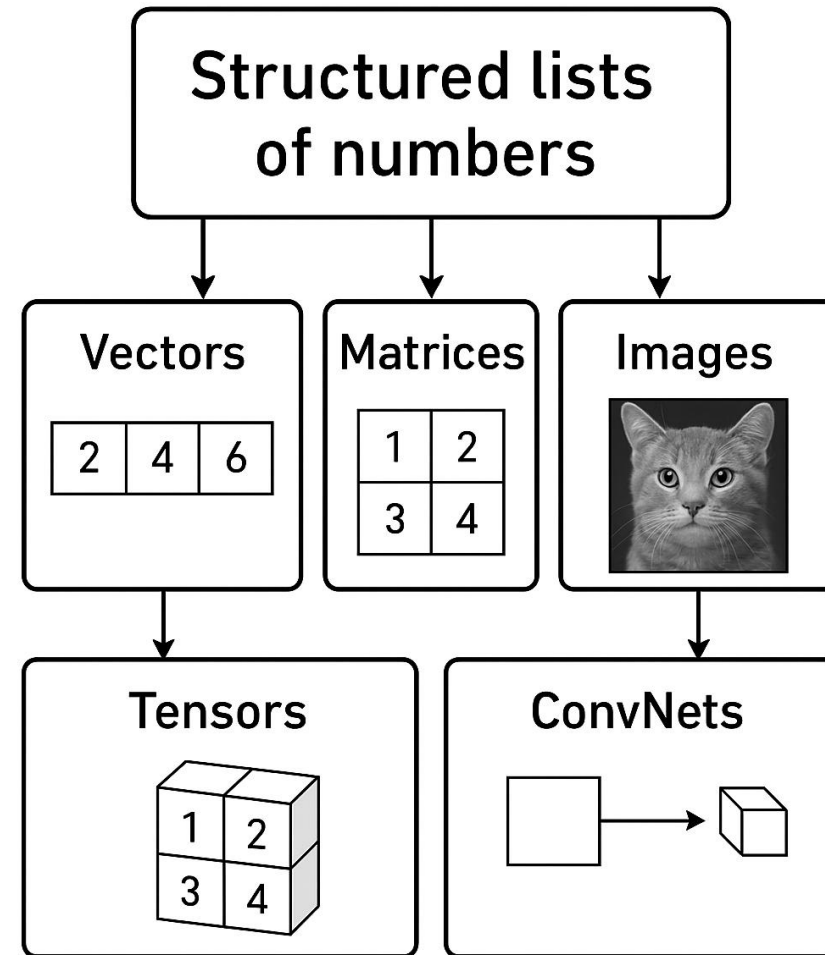 Structured lists
of numbers
Vectors
Matrices
Images
2 4 6
1 2
3 4
Tensors
ConvNets
1 2
3 4